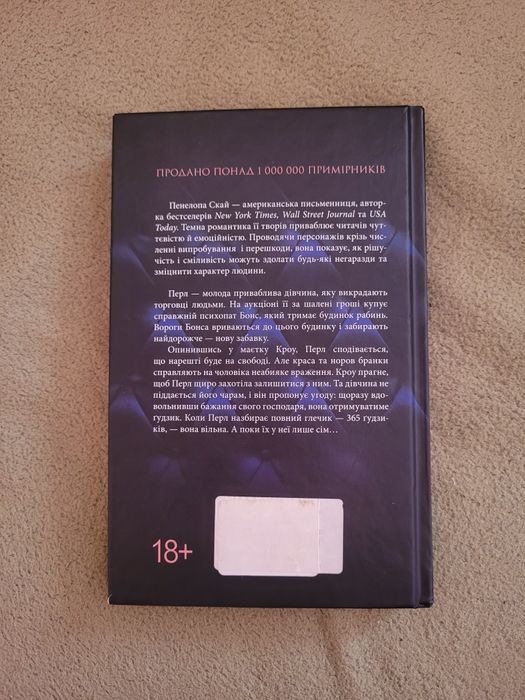 ПРОДАНО ПОНАД 1 000 000 ПРИМІРНИКІВ
Пенелопа Скай — американська письменниця, автор-
ка бестселерів New York Times, Wall Street Journal та USA
Today. Темна романтика її творів приваблює читачів чут-
тєвістю й емоційністю. Проводячи персонажів крізь чис-
ленні випробування і перешкоди, вона показує, як рішу-
чість і сміливість можуть здолати будь-які негаразди та
зміцнити характер людини.
Перл — молода приваблива дівчина, яку викрадають
торговці людьми. На аукціоні її за шалені гроші купує
справжній психопат Бонс, який тримає будинок рабинь.
Вороги Бонса вриваються до цього будинку і забирають
найдорожче — нову забавку.
Опинившись у маєтку Кроу, Перл сподівається,
що нарешті буде на свободі. Але краса та норов бранки
справляють на чоловіка неабияке враження. Кроу прагне,
щоб Перл щиро захотіла залишитися з ним. Та дівчина не
піддається його чарам, і він пропонує угоду: щоразу вдо-
вольнивши бажання свого господаря, вона отримуватиме
ґудзик. Коли Перл назбирає повний глечик — 365 ґудзи-
ків, — вона вільна. А поки їх у неї лише сім...
18+